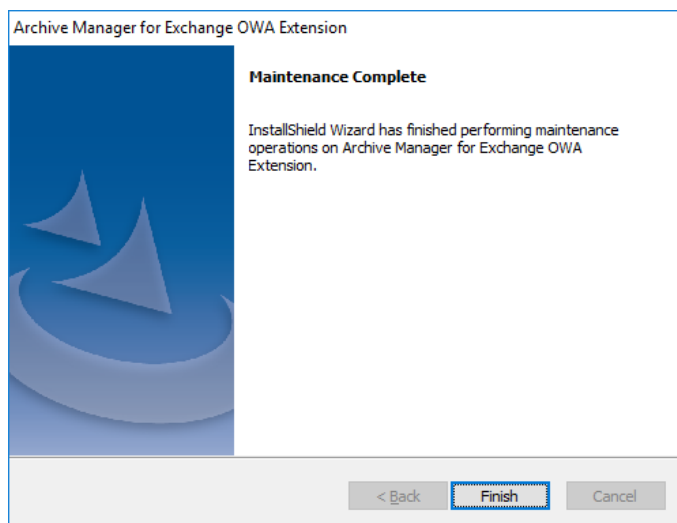 Archive Manager for Exchange OWA Extension
Maintenance Complete
InstallShield Wizard has finished performing maintenance
operations on Archive Manager for Exchange OWA
Extension.
< Back Finish Cancel